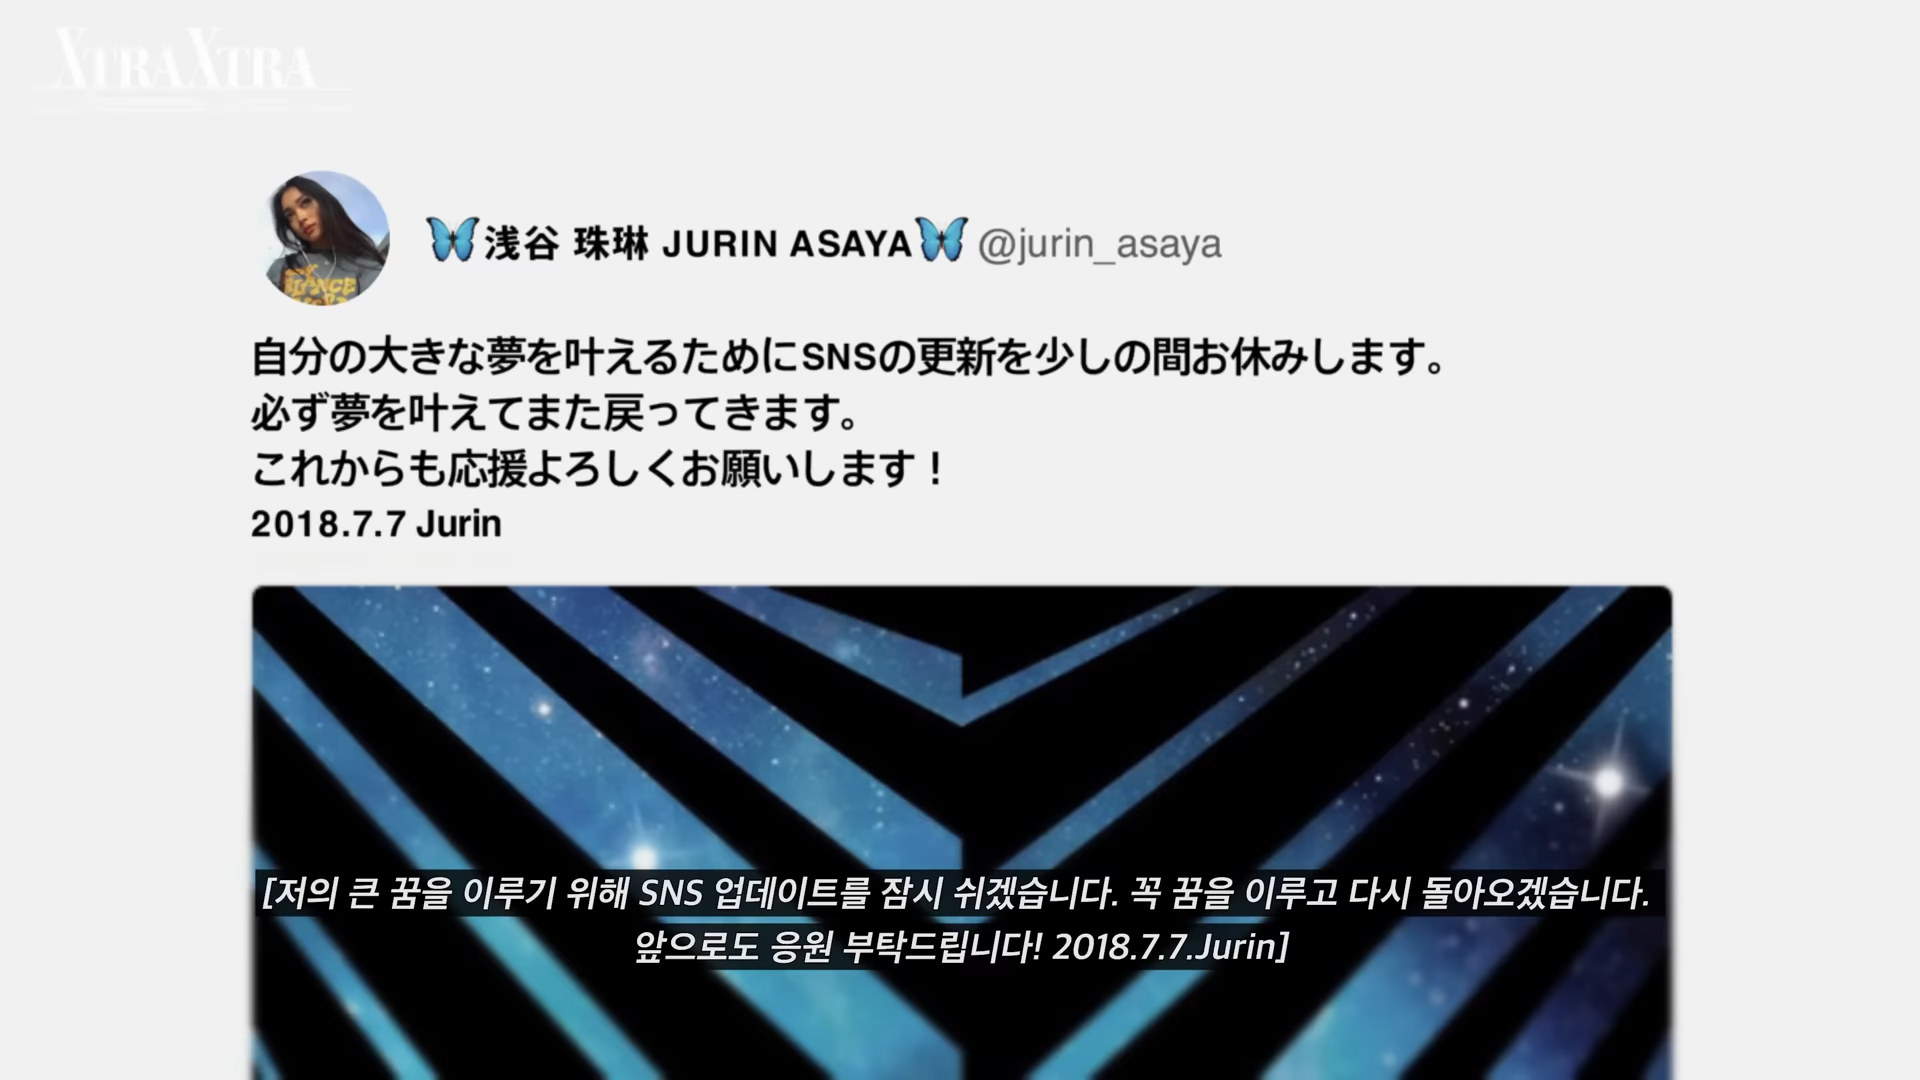 XTRAXTRA
🦋浅谷 珠琳 JURIN ASAYA🦋 @jurin_asaya
自分の大きな夢を叶えるためにSNSの更新を少しの間お休みします。
必ず夢を叶えてまた戻ってきます。
これからも応援よろしくお願いします！
2018.7.7 Jurin
[저의 큰 꿈을 이루기 위해 SNS 업데이트를 잠시 쉬겠습니다. 꼭 꿈을 이루고 다시 돌아오겠습니다.
앞으로도 응원 부탁드립니다! 2018.7.7.Jurin]